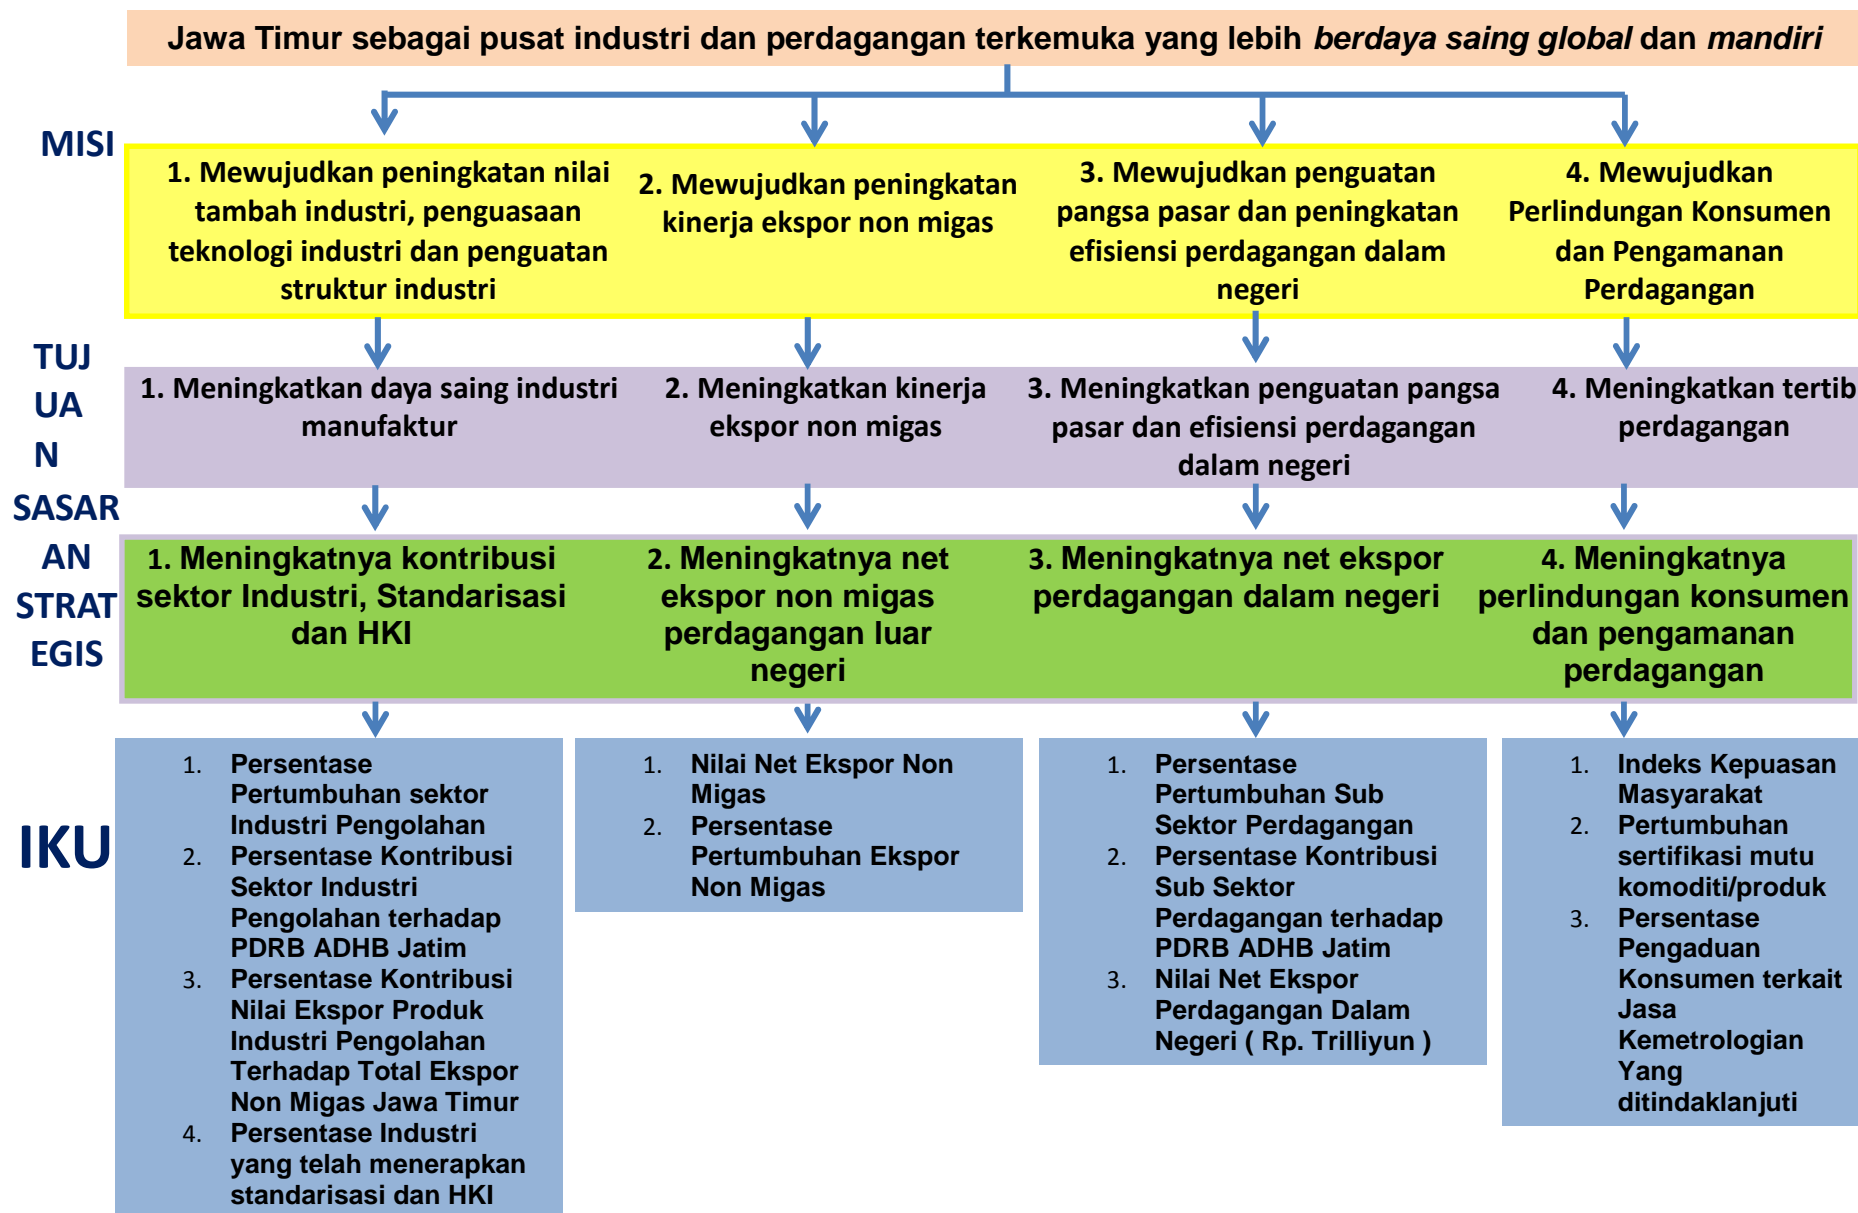 Jawa Timur sebagai pusat industri dan perdagangan terkemuka yang lebih berdaya saing global dan mandiri
MISI
1. Mewujudkan peningkatan nilai
tambah industri, penguasaan
teknologi industri dan penguatan
struktur industri
2. Mewujudkan peningkatan
kinerja ekspor non migas
3. Mewujudkan penguatan
pangsa pasar dan peningkatan
efisiensi perdagangan dalam
negeri
4. Mewujudkan
Perlindungan Konsumen
dan Pengamanan
Perdagangan
TUJ
UA
N
1. Meningkatkan daya saing industri
manufaktur
2. Meningkatkan kinerja
ekspor non migas
3. Meningkatkan penguatan pangsa
pasar dan efisiensi perdagangan
dalam negeri
4. Meningkatkan tertib
perdagangan
SASAR
AN
STRAT
EGIS
1. Meningkatnya kontribusi
sektor Industri, Standarisasi
dan HKI
2. Meningkatnya net
ekspor non migas
perdagangan luar
negeri
3. Meningkatnya net ekspor
perdagangan dalam negeri
4. Meningkatnya
perlindungan konsumen
dan pengamanan
perdagangan
IKU
1. Persentase
Pertumbuhan sektor
Industri Pengolahan
2. Persentase Kontribusi
Sektor Industri
Pengolahan terhadap
PDRB ADHB Jatim
3. Persentase Kontribusi
Nilai Ekspor Produk
Industri Pengolahan
Terhadap Total Ekspor
Non Migas Jawa Timur
4. Persentase Industri
yang telah menerapkan
standarisasi dan HKI
1. Nilai Net Ekspor Non
Migas
2. Persentase
Pertumbuhan Ekspor
Non Migas
1. Persentase
Pertumbuhan Sub
Sektor Perdagangan
2. Persentase Kontribusi
Sub Sektor
Perdagangan terhadap
PDRB ADHB Jatim
3. Nilai Net Ekspor
Perdagangan Dalam
Negeri ( Rp. Trilliyun )
1. Indeks Kepuasan
Masyarakat
2. Pertumbuhan
sertifikasi mutu
komoditi/produk
3. Persentase
Pengaduan
Konsumen terkait
Jasa
Kemetrologian
Yang
ditindaklanjuti